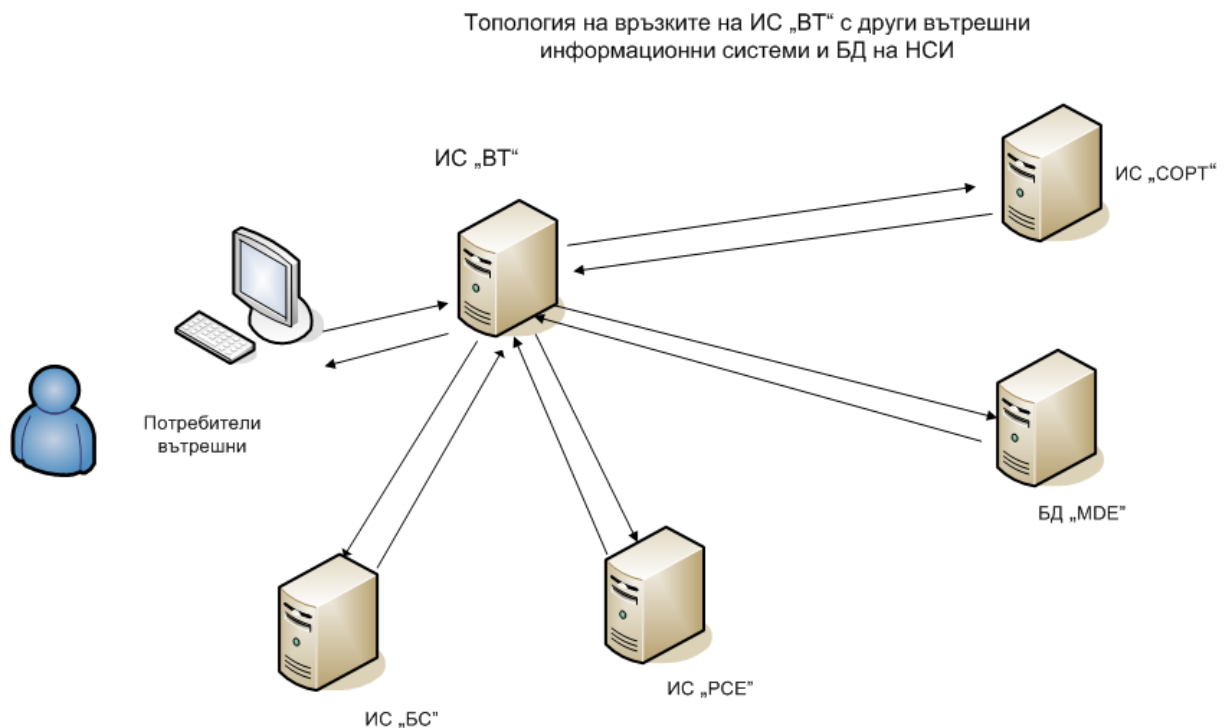 Топология на връзките на ИС „ВТ“ с други вътрешни
информационни системи и БД на НСИ
ИС „ВТ“
ИС „СОРТ“
Потребители
вътрешни
БД „MDE”
ИС „РСЕ”
ИС „БС”